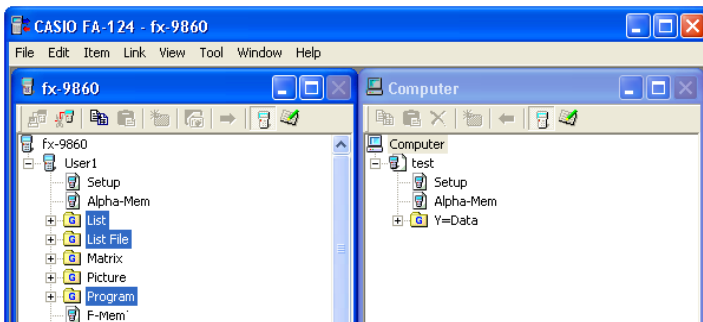 CASIO FA-124 - fx-9860
File Edit Item Link View Tool Window Help
fx-9860
fx-9860
User1
Setup
Alpha-Mem
List
List File
Matrix
Picture
Program
F-Mem
Computer
Computer
test
Setup
Alpha-Mem
Y=Data